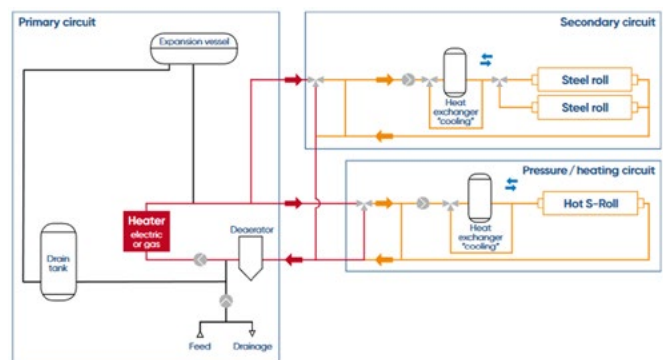 Primary circuit
Expansion vessel
Heater
electric
or gas
Deaerator
Drain
tank
Feed
Drainage
Secondary circuit
Heat
exchanger
"cooling"
Steel roll
Steel roll
Pressure / heating circuit
Heat
exchanger
"cooling"
Hot S-Roll